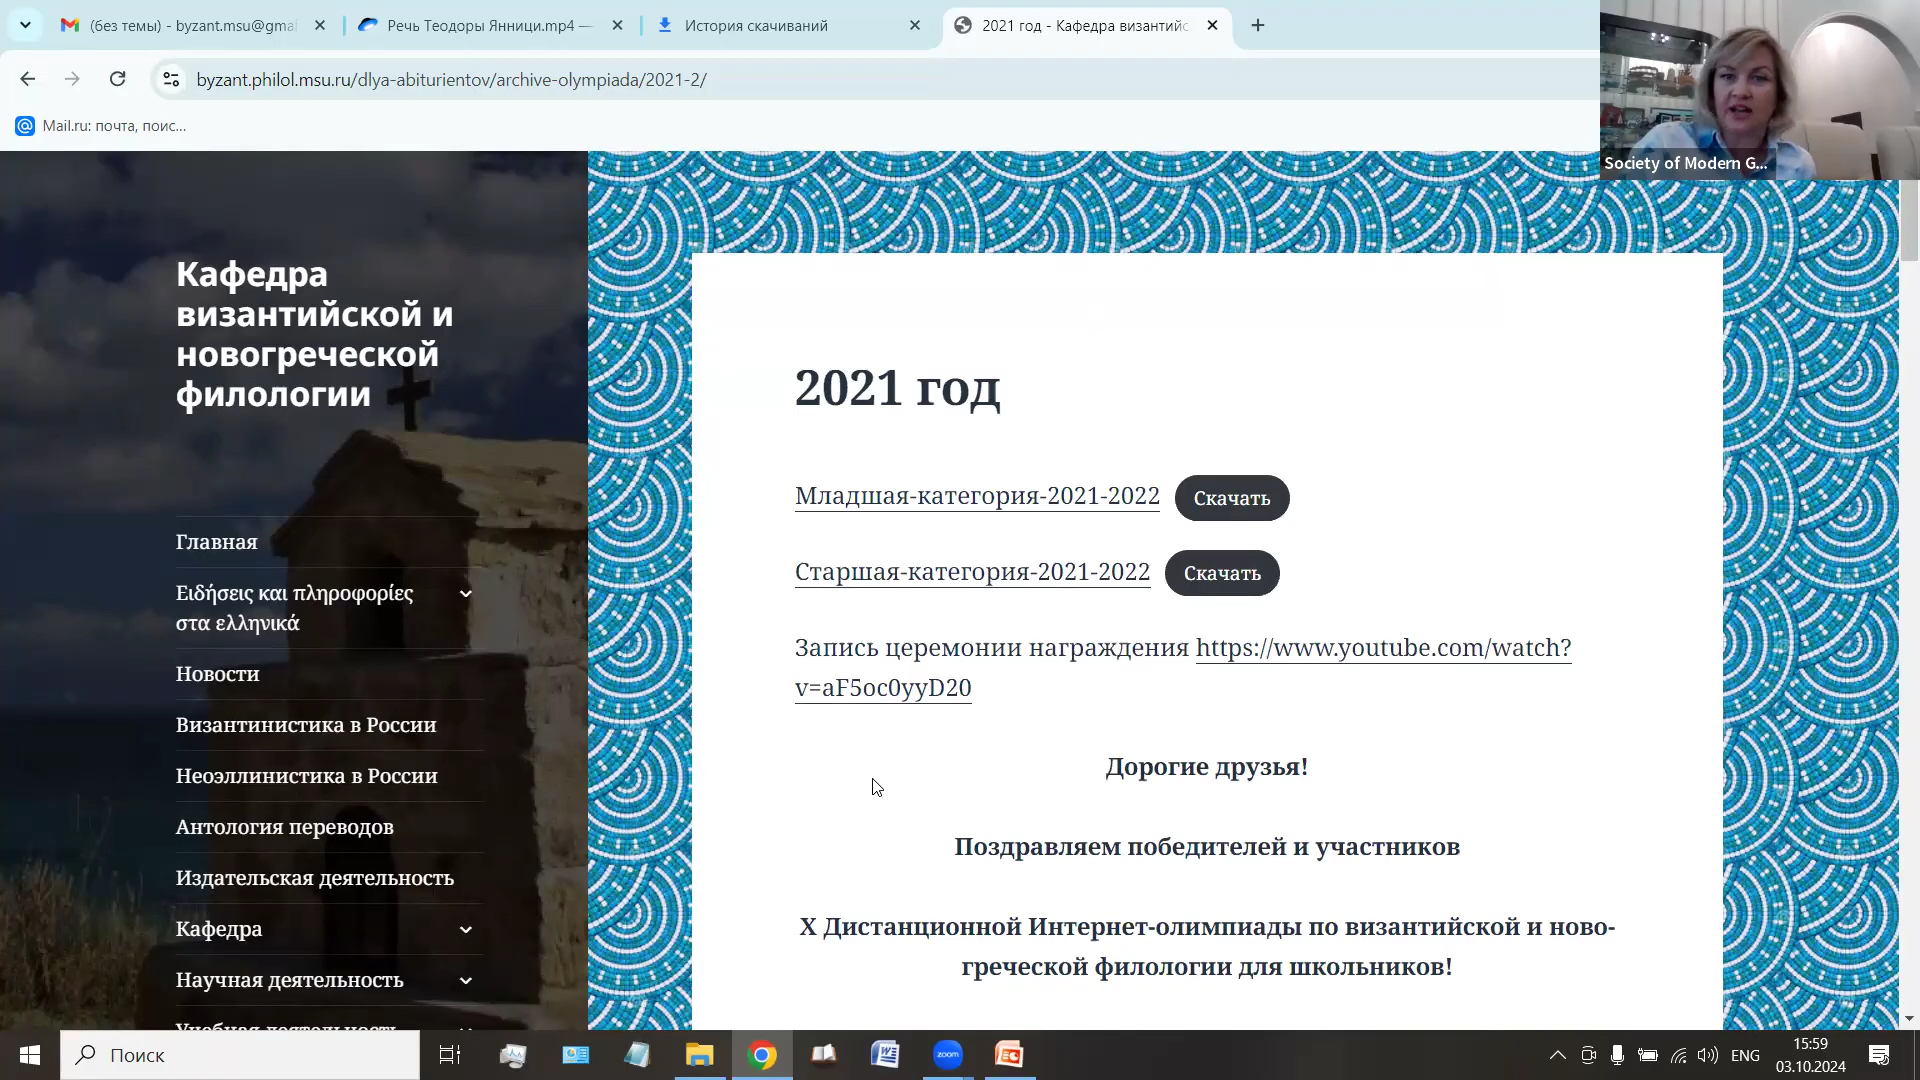 (без темы) - byzant.msu@gmai
Речь Теодоры Янници.mp4 —
История скачиваний
2021 год - Кафедра византийс
byzant.philol.msu.ru/dlya-abiturientov/archive-olympiada/2021-2/
Mail.ru: почта, поис...
Society of Modern G...
Кафедра
византийской и
новогреческой
филологии
Главная
Ειδήσεις και πληροφορίες
στα ελληνικά
Новости
Византинистика в России
Неоэллинистика в России
Антология переводов
Издательская деятельность
Кафедра
Научная деятельность
Учебная деятельность
2021 год
Младшая-категория-2021-2022 Скачать
Старшая-категория-2021-2022 Скачать
Запись церемонии награждения https://www.youtube.com/watch?
v=aF5oc0yyD20
Дорогие друзья!
Поздравляем победителей и участников
X Дистанционной Интернет-олимпиады по византийской и ново-
греческой филологии для школьников!
Поиск
zoom
ENG
15:59
03.10.2024